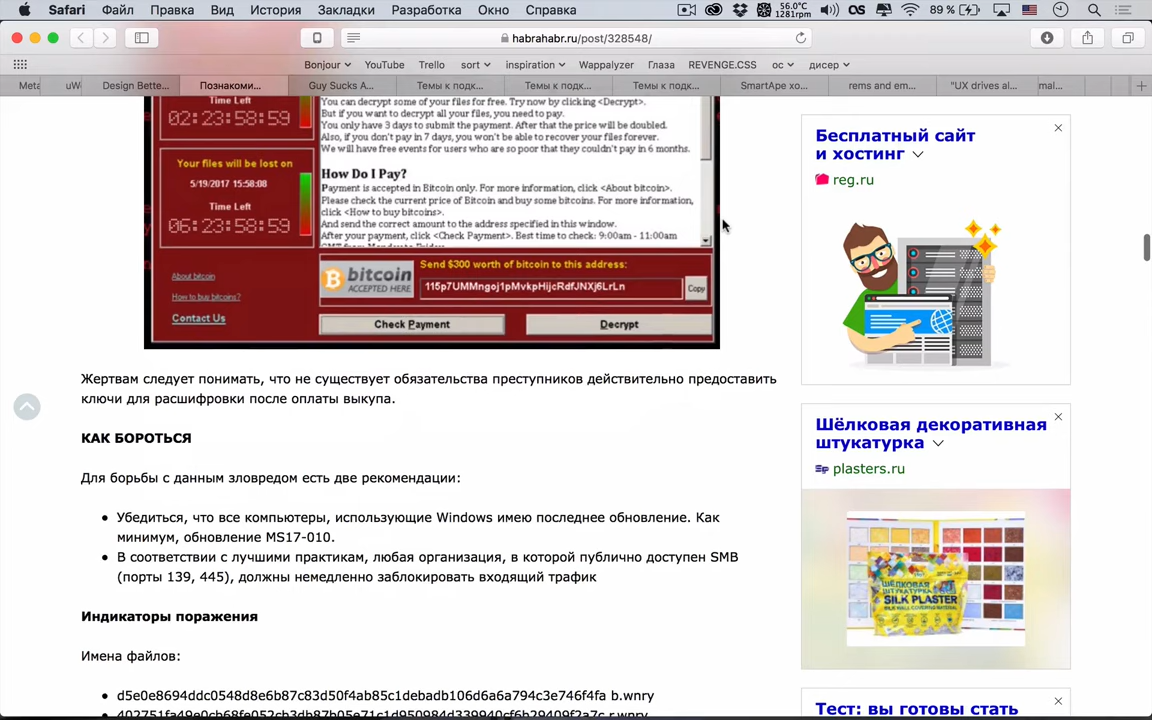 Safari Файл Правка Вид История Закладки Разработка Окно Справка
56.0°C
1281rpm
89 %
habrahabr.ru/post/328548/
Bonjour YouTube Trello sort inspiration Wappalyzer Глаза REVENGE.CSS ос дисер
Meta uW Design Bette... Познакоми... Guy Sucks A... Темы к подк... Темы к подк... Темы к подк... SmartApe хо... rems and em... "UX drives al... mal...
Time Left
02:23:58:59
Your files will be lost on
5/19/2017 15:58:08
Time Left
06:23:58:59
About bitcoin
How to buy bitcoins?
Contact Us
You can decrypt some of your files for free. Try now by clicking <Decrypt>.
But if you want to decrypt all your files, you need to pay.
You only have 3 days to submit the payment. After that the price will be doubled.
Also, if you don't pay in 7 days, you won't be able to recover your files forever.
We will have free events for users who are so poor that they couldn't pay in 6 months.
How Do I Pay?
Payment is accepted in Bitcoin only. For more information, click <About bitcoin>.
Please check the current price of Bitcoin and buy some bitcoins. For more information,
click <How to buy bitcoins>.
And send the correct amount to the address specified in this window.
After your payment, click <Check Payment>. Best time to check: 9:00am - 11:00am
bitcoin
ACCEPTED HERE
Send $300 worth of bitcoin to this address:
115p7UMMngoj1pMvkpHijcRdfJNXj6LrLn
Copy
Check Payment
Decrypt
Жертвам следует понимать, что не существует обязательства преступников действительно предоставить
ключи для расшифровки после оплаты выкупа.
КАК БОРОТЬСЯ
Для борьбы с данным зловредом есть две рекомендации:
Убедиться, что все компьютеры, использующие Windows имею последнее обновление. Как
минимум, обновление MS17-010.
В соответствии с лучшими практиками, любая организация, в которой публично доступен SMB
(порты 139, 445), должны немедленно заблокировать входящий трафик
Индикаторы поражения
Имена файлов:
d5e0e8694ddc0548d8e6b87c83d50f4ab85c1debadb106d6a6a794c3e746f4fa b.wnry
402751fa49e0cb68fe052cb3db87b05e71c1d950984d339940cf6b29409f2a7c r.wnry
Бесплатный сайт
и хостинг
reg.ru
Шёлковая декоративная
штукатурка
plasters.ru
ШЁЛКОВАЯ
ДЕКОРАТИВНАЯ
ШТУКАТУРКА
SILK PLASTER
Тест: вы готовы стать